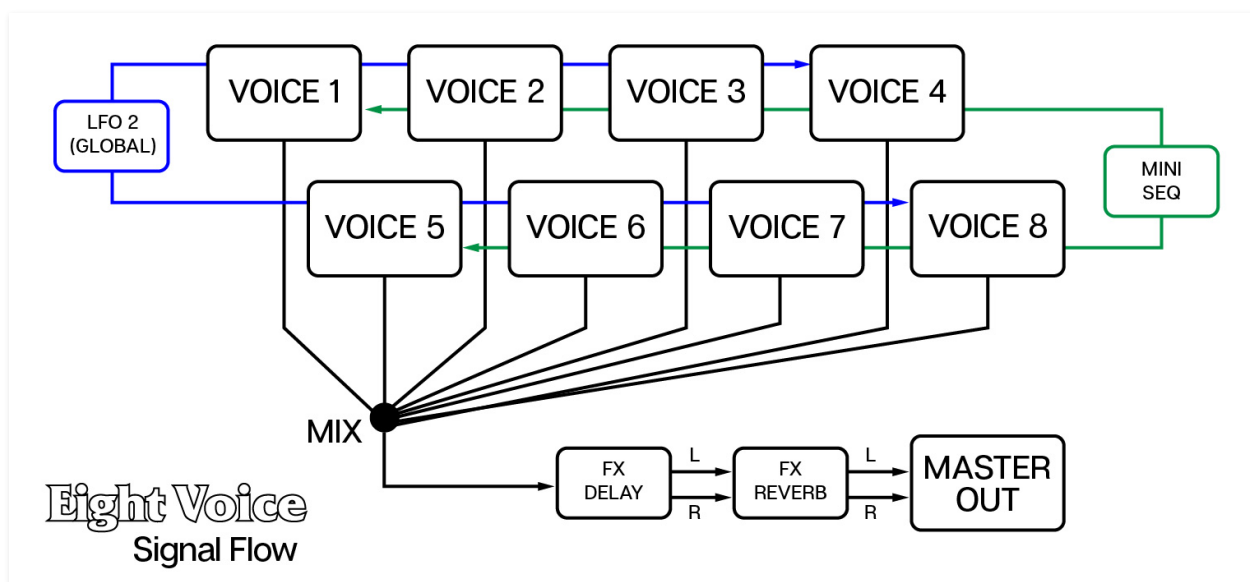 VOICE 1
VOICE 2
VOICE 3
VOICE 4
LFO 2
(GLOBAL)
MINI
SEQ
VOICE 5
VOICE 6
VOICE 7
VOICE 8
MIX
FX
DELAY
L
R
FX
REVERB
L
R
MASTER
OUT
Eight Voice
Signal Flow